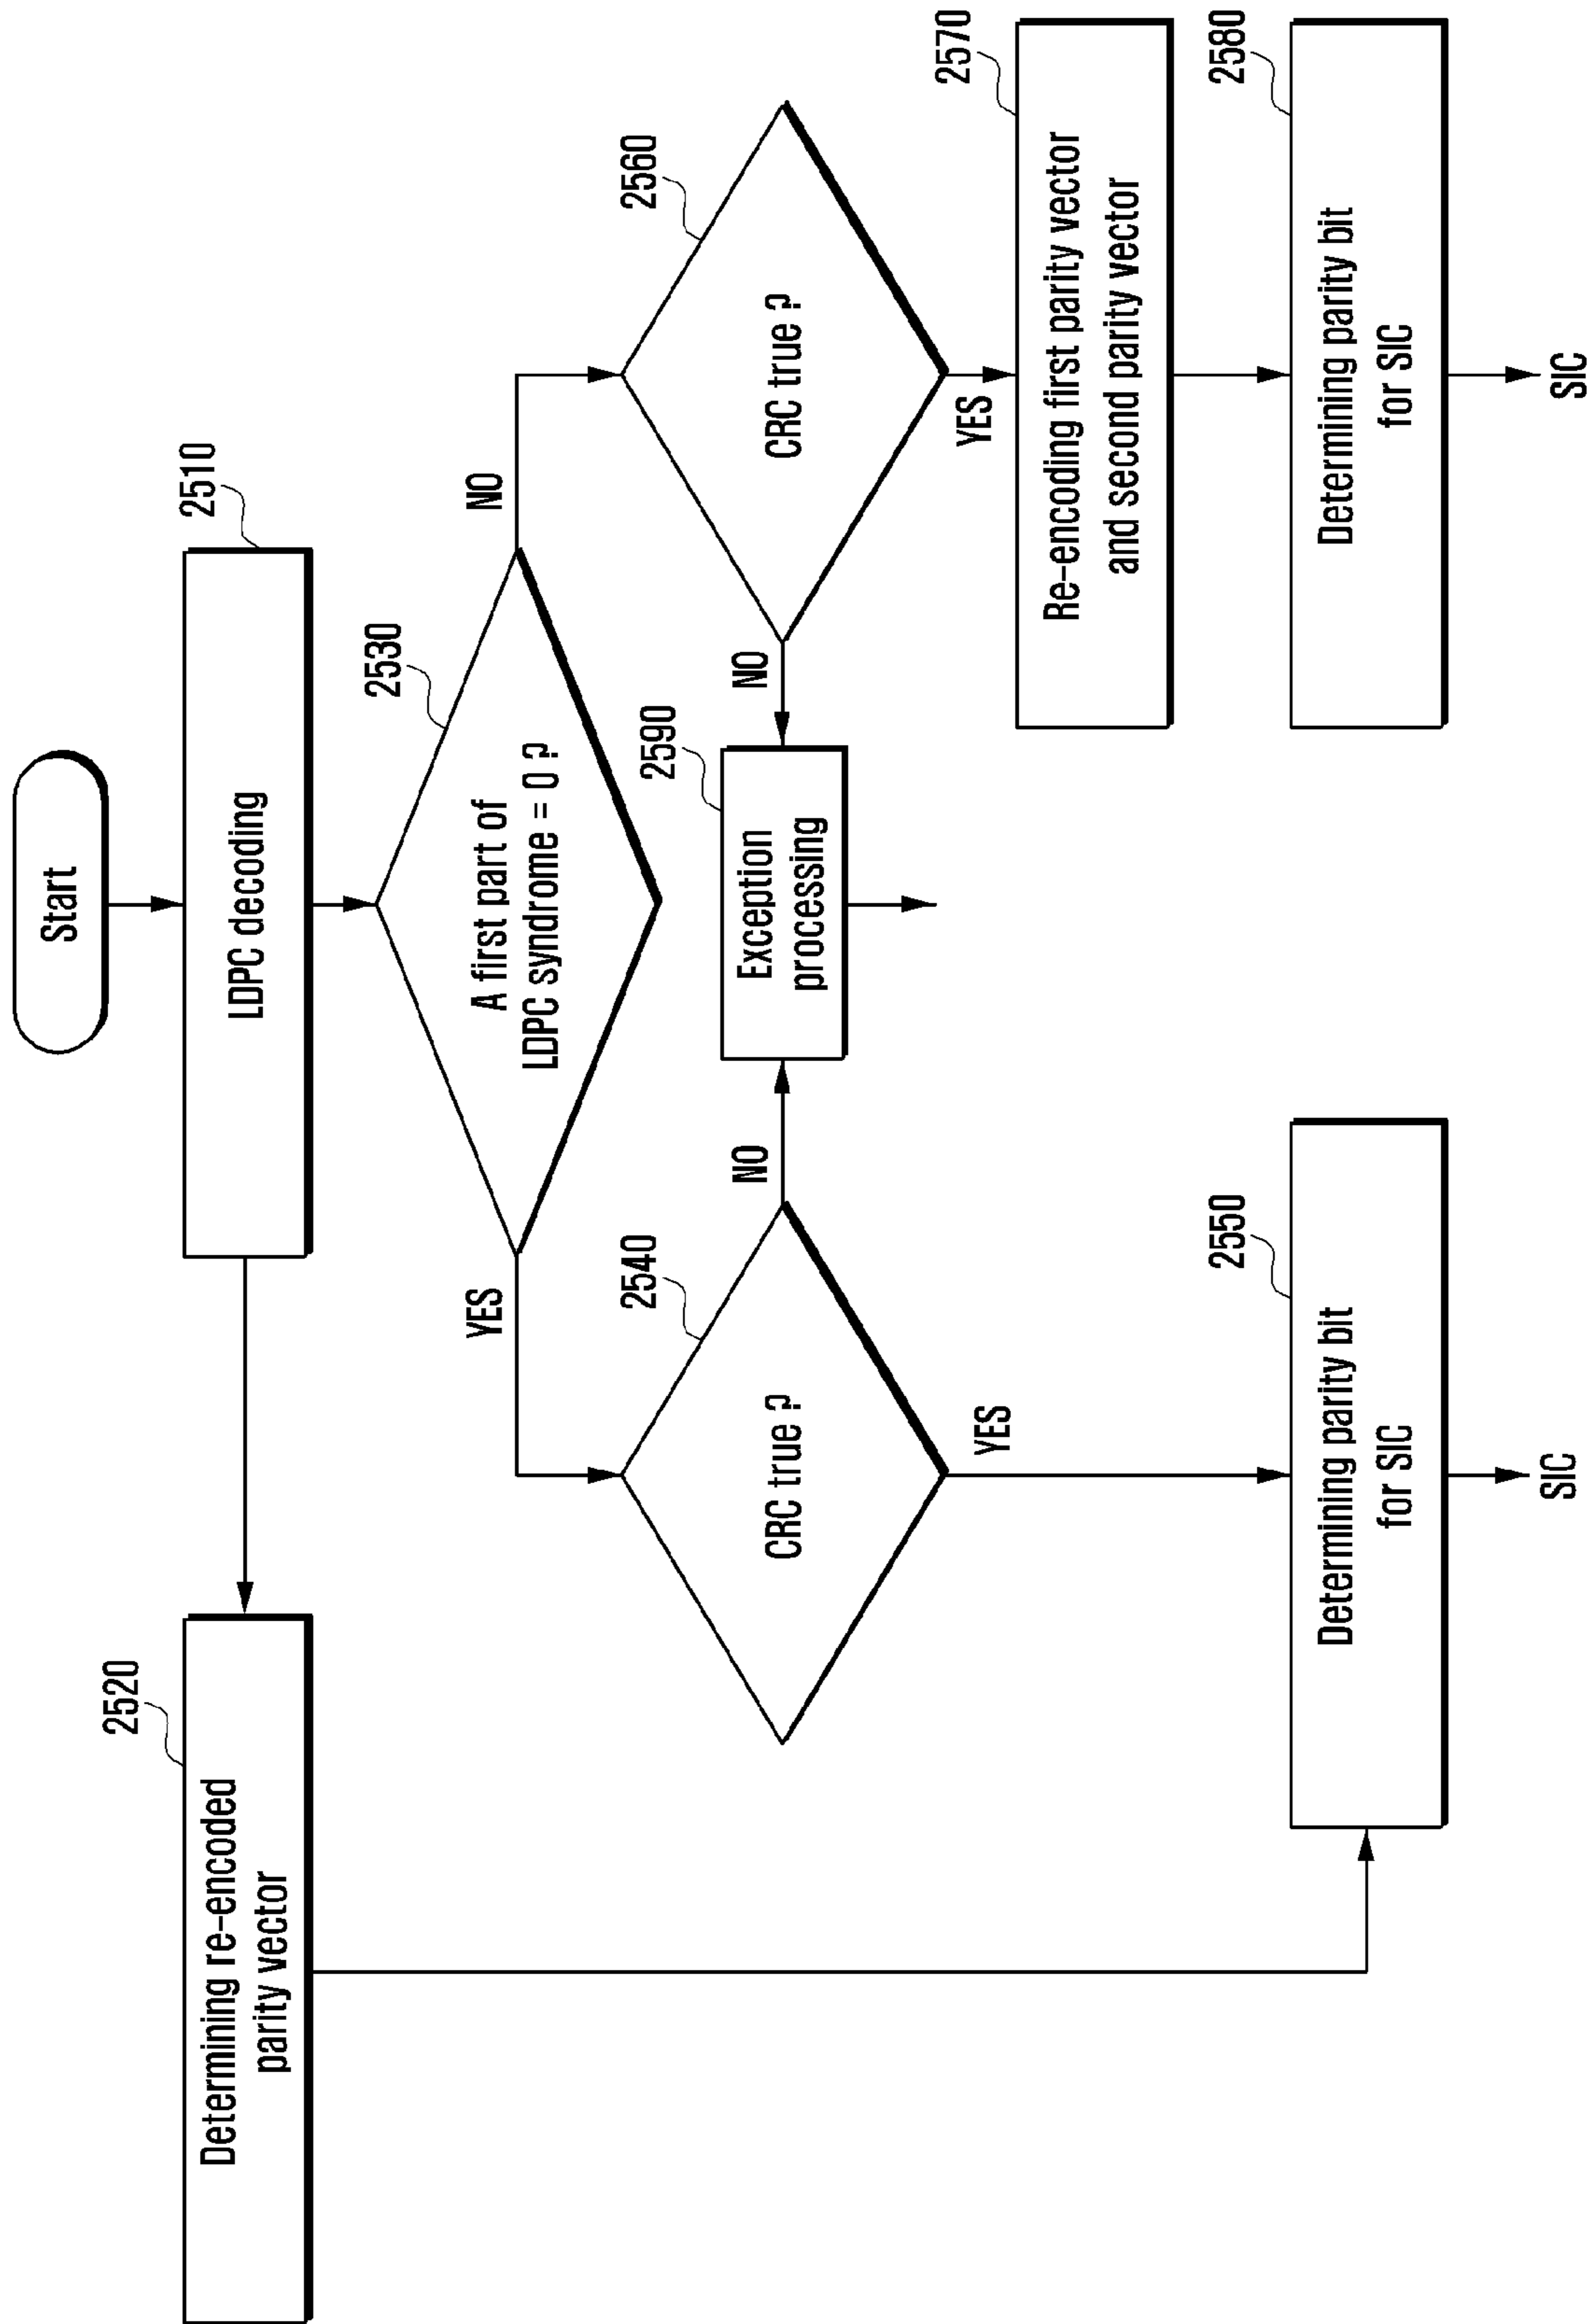 Start
2510
LDPC decoding
2520
Determining re-encoded
parity vector
2530
A first part of
LDPC syndrome = 0 ?
YES
NO
2540
CRC true ?
NO
YES
2590
Exception
processing
2560
CRC true ?
NO
YES
2550
Determining parity bit
for SIC
SIC
2570
Re-encoding first parity vector
and second parity vector
2580
Determining parity bit
for SIC
SIC